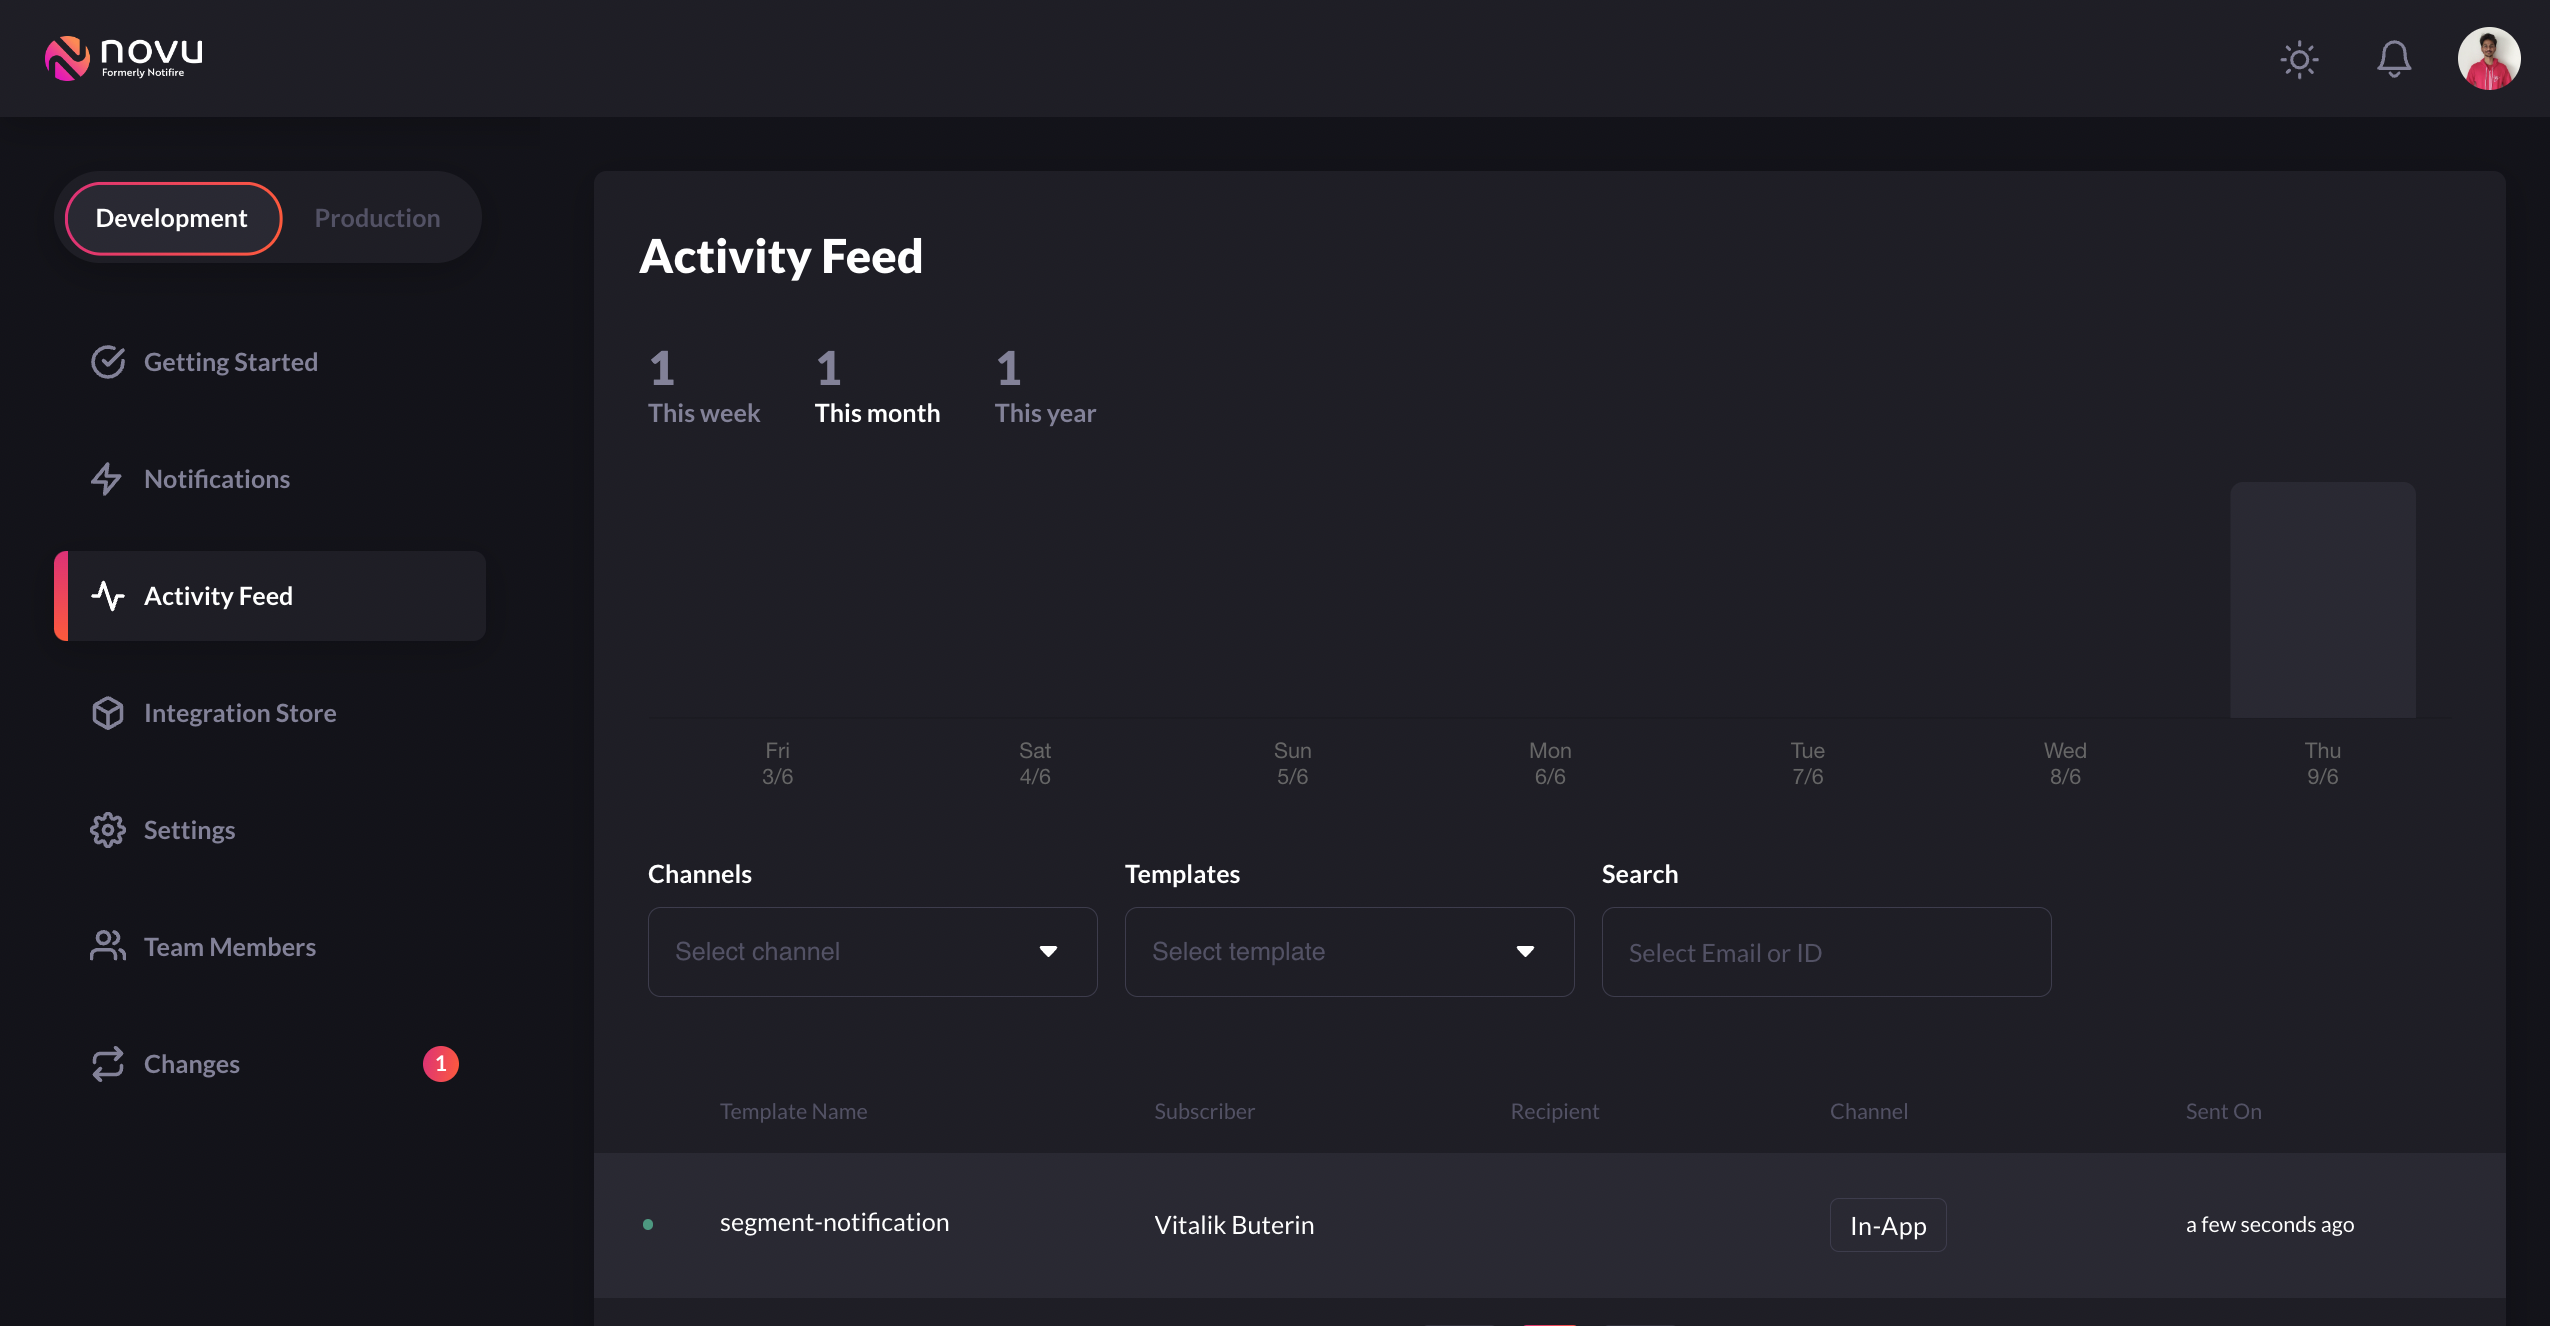 novu
Formerly Notifire
Development
Production
Getting Started
Notifications
Activity Feed
Integration Store
Settings
Team Members
Changes
1
Activity Feed
1
This week
1
This month
1
This year
Fri
3/6
Sat
4/6
Sun
5/6
Mon
6/6
Tue
7/6
Wed
8/6
Thu
9/6
Channels
Select channel
Templates
Select template
Search
Select Email or ID
Template Name
Subscriber
Recipient
Channel
Sent On
segment-notification
Vitalik Buterin
In-App
a few seconds ago